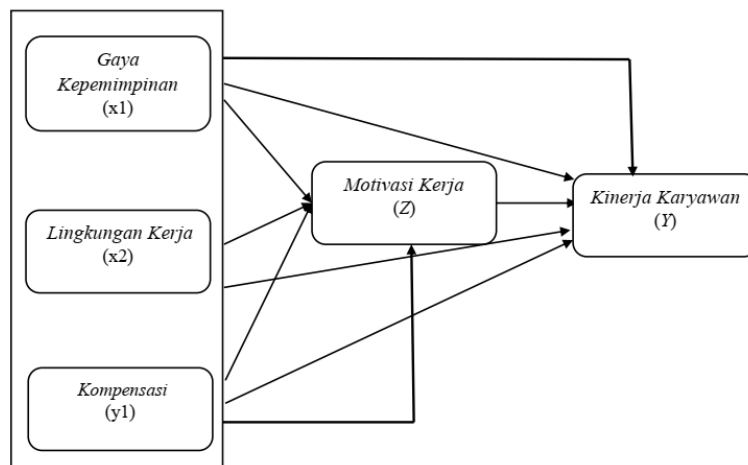 Gaya
Kepemimpinan
(x1)
Motivasi Kerja
(Z)
Kinerja Karyawan
(Y)
Lingkungan Kerja
(x2)
Kompensasi
(y1)